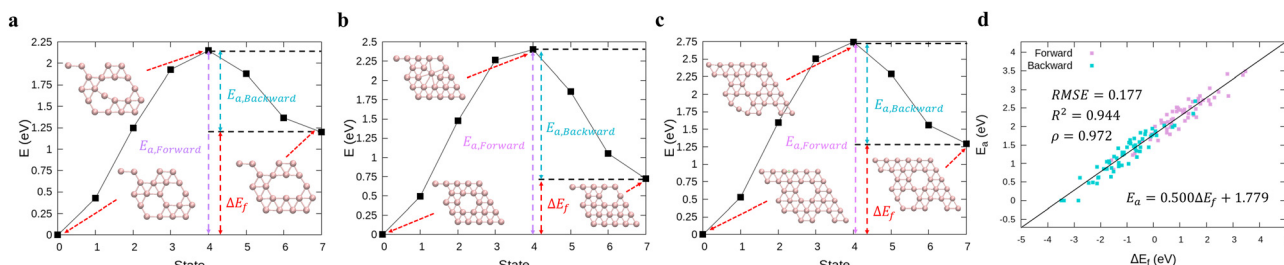 a
2.25
2
1.75
1.5
1.25
1
0.75
0.5
0.25
0
E (eV)
0 1 2 3 4 5 6 7
State
E_{a,Forward}
E_{a,Backward}
ΔE_f
b
2.5
2.25
2
1.75
1.5
1.25
1
0.75
0.5
0.25
0
E (eV)
0 1 2 3 4 5 6 7
State
E_{a,Forward}
E_{a,Backward}
ΔE_f
c
2.75
2.5
2.25
2
1.75
1.5
1.25
1
0.75
0.5
0.25
0
E (eV)
0 1 2 3 4 5 6 7
State
E_{a,Forward}
E_{a,Backward}
ΔE_f
d
4
3.5
3
2.5
2
1.5
1
0.5
0
-0.5
E_a (eV)
Forward
Backward
RMSE = 0.177
R² = 0.944
ρ = 0.972
E_a = 0.500ΔE_f + 1.779
-5 -4 -3 -2 -1 0 1 2 3 4
ΔE_f (eV)